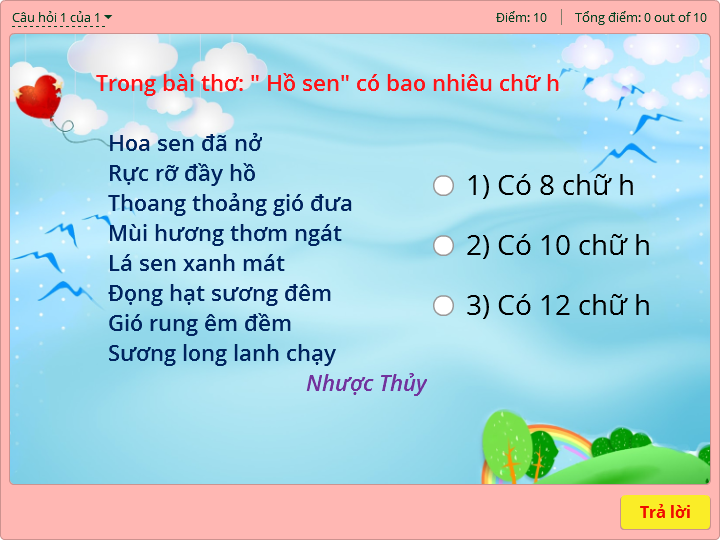 Câu hỏi 1 của 1
Điểm: 10
Tổng điểm: 0 out of 10
Trong bài thơ: " Hồ sen" có bao nhiêu chữ h
Hoa sen đã nở
Rực rỡ đầy hồ
Thoang thoảng gió đưa
Mùi hương thơm ngát
Lá sen xanh mát
Đọng hạt sương đêm
Gió rung êm đềm
Sương long lanh chạy
Nhược Thủy
1) Có 8 chữ h
2) Có 10 chữ h
3) Có 12 chữ h
Trả lời